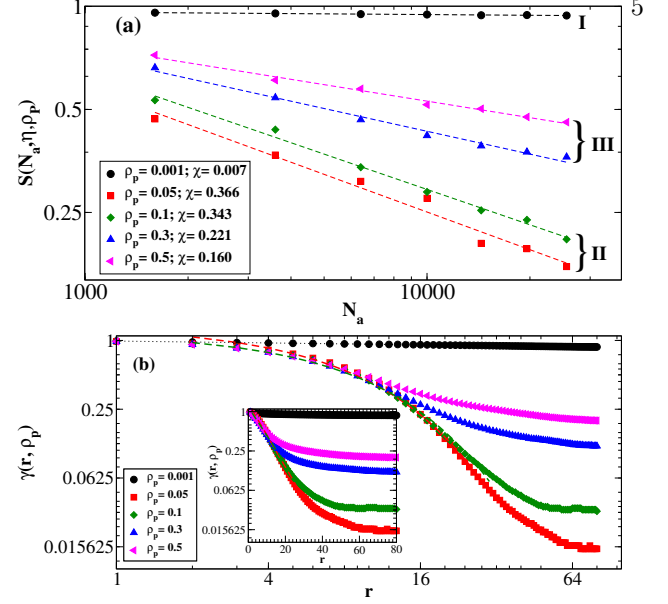 5
(a)
S(Nₐ,η,ρₚ)
1
0.5
0.25
I
III
II
ρₚ= 0.001; χ= 0.007
ρₚ= 0.05; χ= 0.366
ρₚ= 0.1; χ= 0.343
ρₚ= 0.3; χ= 0.221
ρₚ= 0.5; χ= 0.160
1000
10000
Nₐ
(b)
γ(r, ρₚ)
1
0.25
0.0625
0.015625
ρₚ= 0.001
ρₚ= 0.05
ρₚ= 0.1
ρₚ= 0.3
ρₚ= 0.5
γ(r, ρₚ)
1
0.25
0.0625
0.015625
0 20 40 60 80
r
1 4 16 64
r